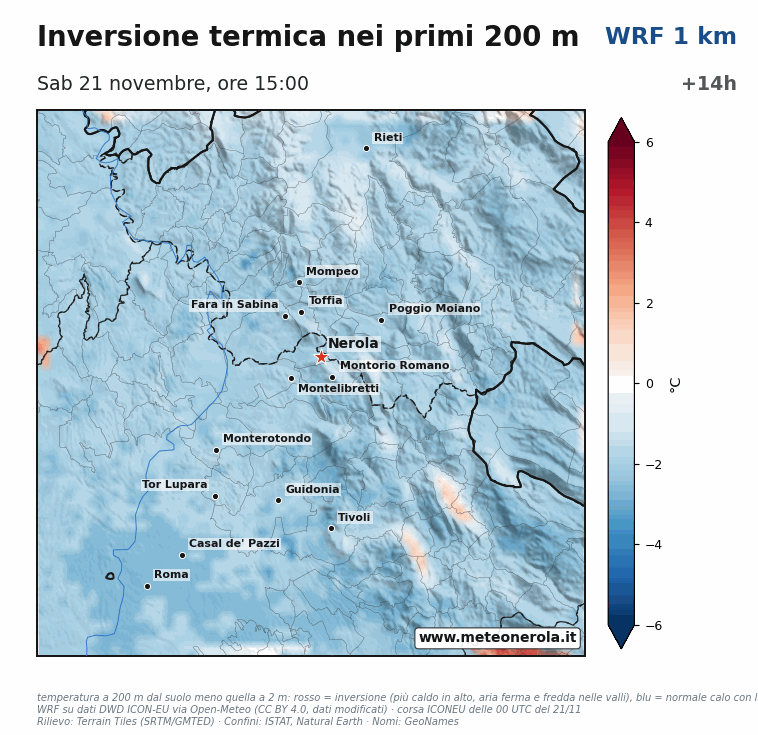 Inversione termica nei primi 200 m WRF 1 km
Sab 21 novembre, ore 15:00 +14h
Rieti
Mompeo
Toffia
Fara in Sabina
Poggio Moiano
Nerola
Montorio Romano
Montelibretti
Monterotondo
Tor Lupara
Guidonia
Tivoli
Casal de' Pazzi
Roma
www.meteonerola.it
6
4
2
0
−2
−4
−6
°C
temperatura a 200 m dal suolo meno quella a 2 m: rosso = inversione (più caldo in alto, aria ferma e fredda nelle valli), blu = normale calo con
WRF su dati DWD ICON-EU via Open-Meteo (CC BY 4.0, dati modificati) · corsa ICONEU delle 00 UTC del 21/11
Rilievo: Terrain Tiles (SRTM/GMTED) · Confini: ISTAT, Natural Earth · Nomi: GeoNames